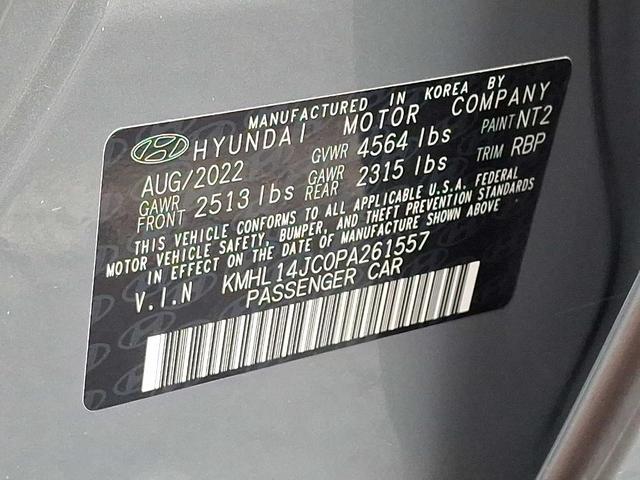 MANUFACTURED IN KOREA BY
HYUNDAI MOTOR COMPANY
AUG/2022 GVWR 4564 lbs PAINT NT2
GAWR FRONT 2513 lbs GAWR REAR 2315 lbs TRIM RBP
THIS VEHICLE CONFORMS TO ALL APPLICABLE U.S.A. FEDERAL
MOTOR VEHICLE SAFETY, BUMPER, AND THEFT PREVENTION STANDARDS
IN EFFECT ON THE DATE OF MANUFACTURE SHOWN ABOVE
V.I.N KMHL14JC0PA261557
PASSENGER CAR